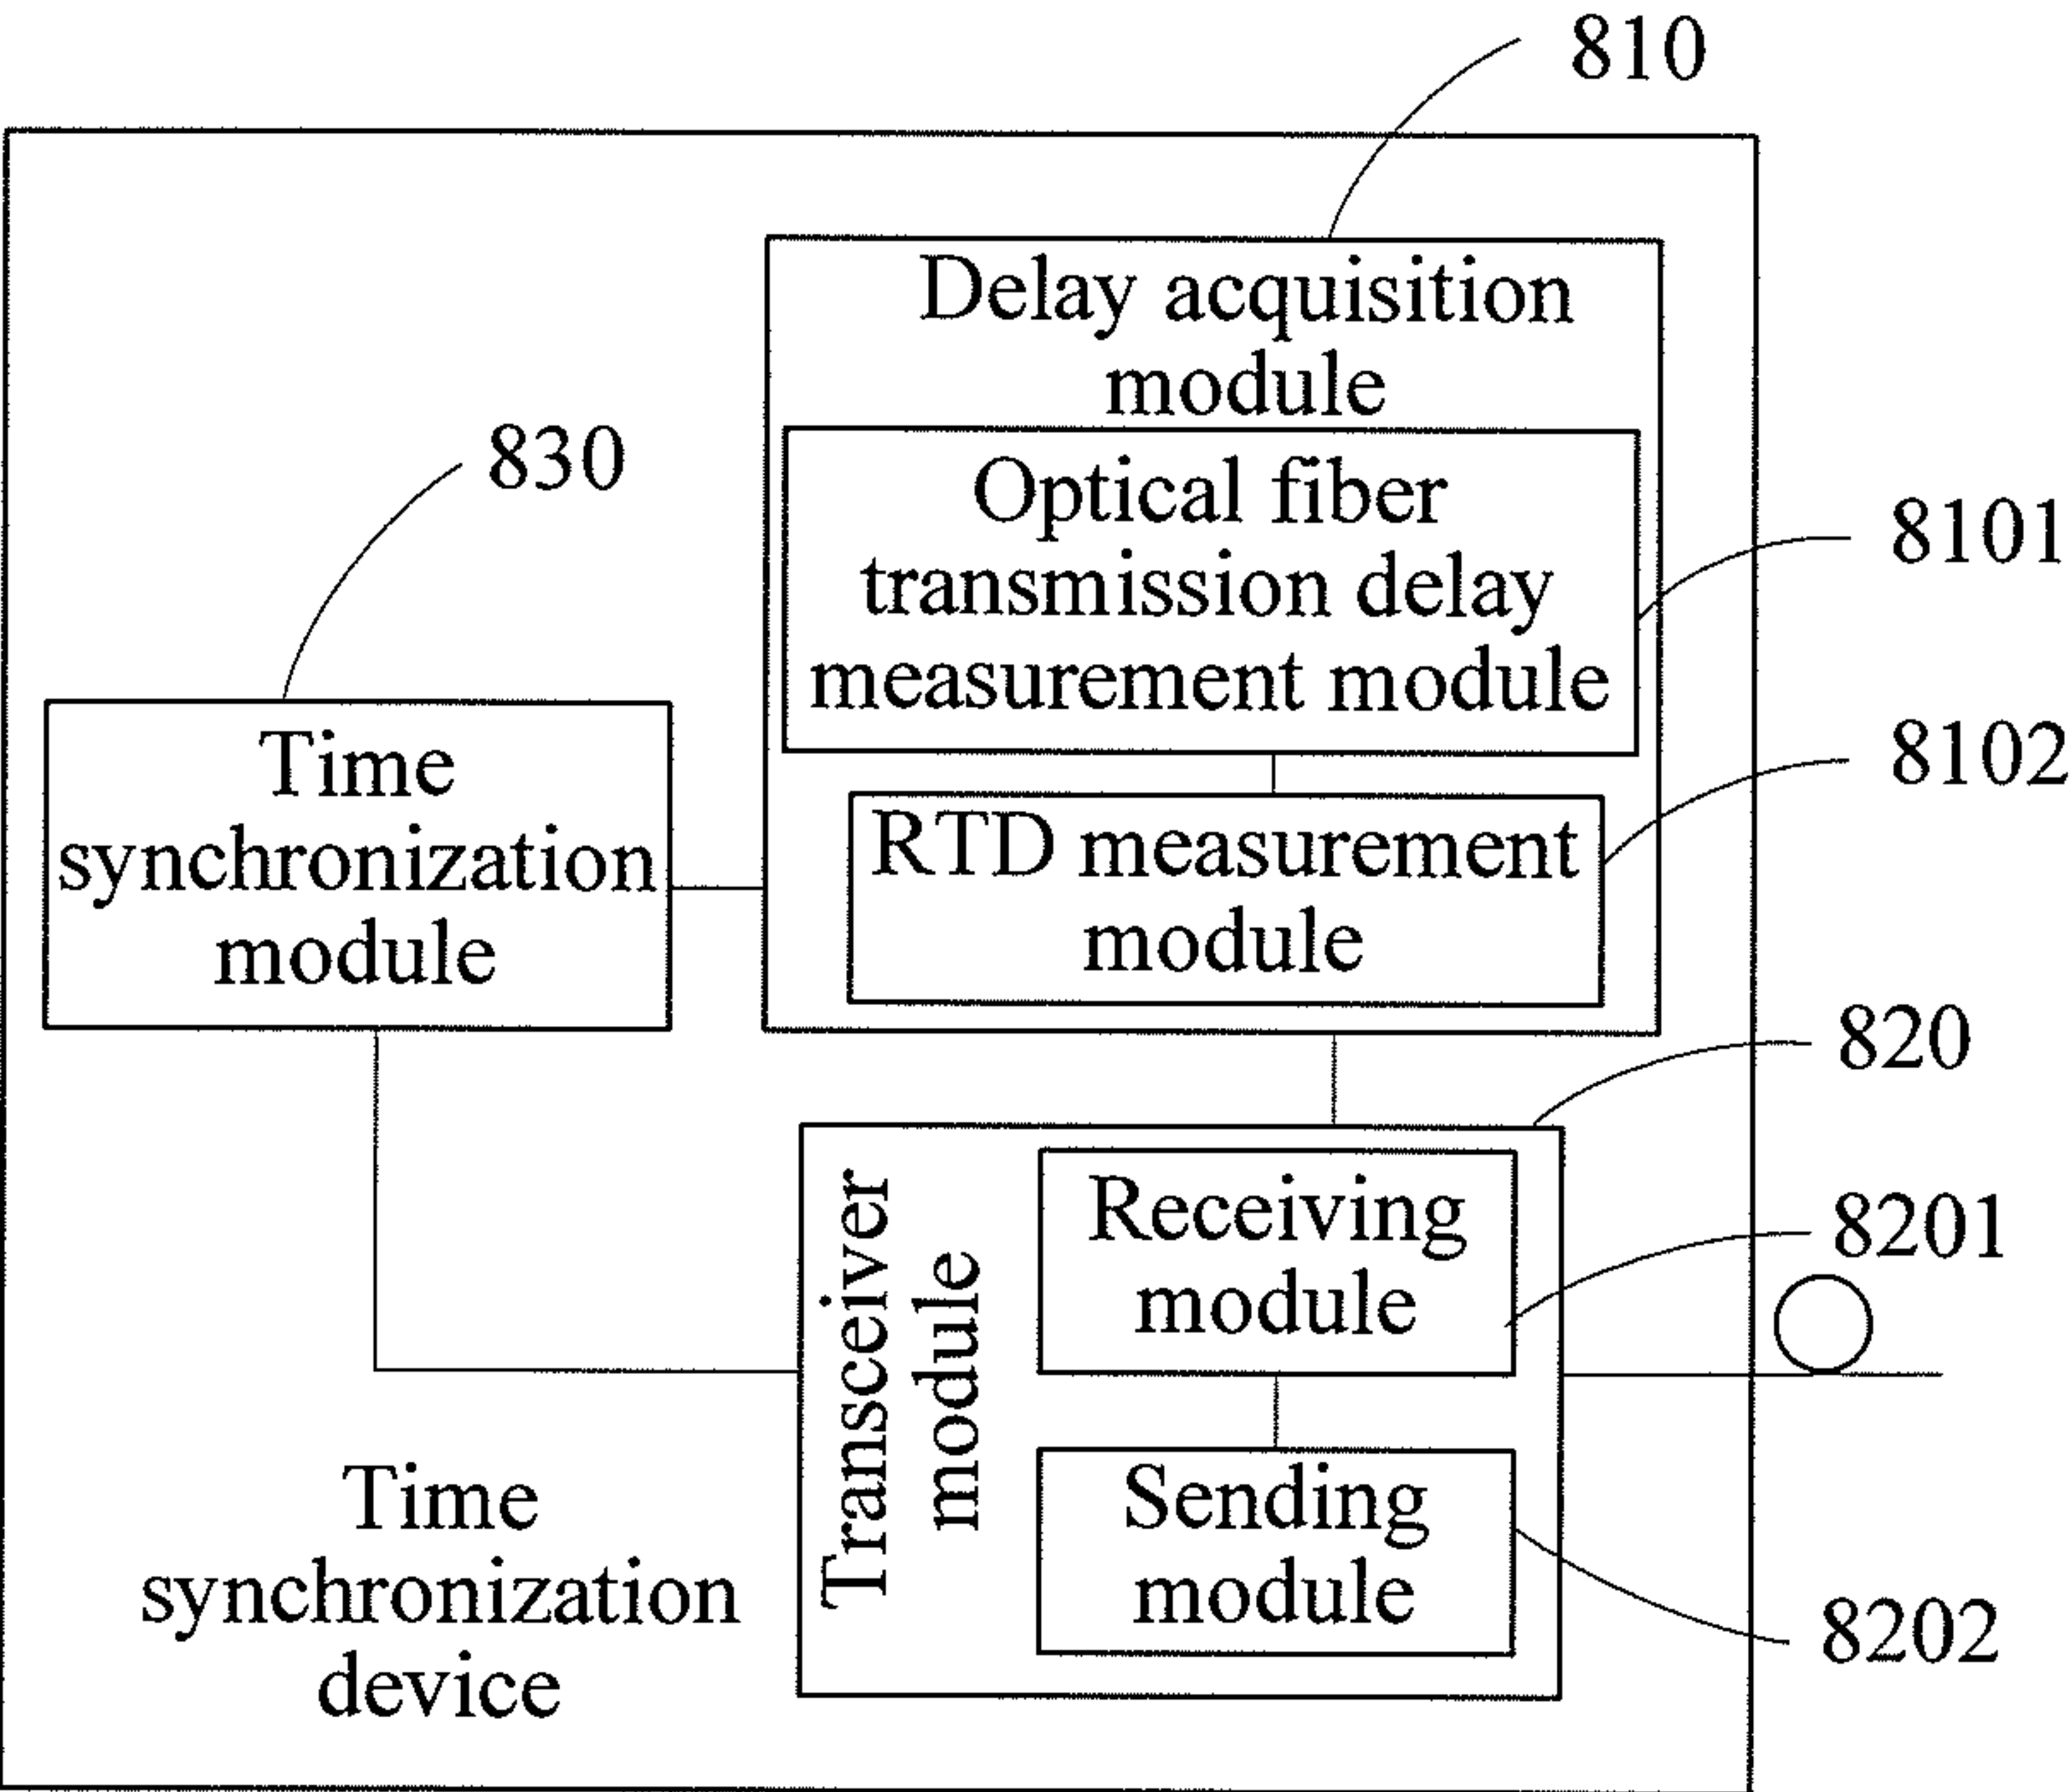 810
Delay acquisition
module
Optical fiber
transmission delay
measurement module
8101
830
Time
synchronization
module
8102
RTD measurement
module
820
Transceiver
module
Receiving
module
8201
Sending
module
8202
Time
synchronization
device